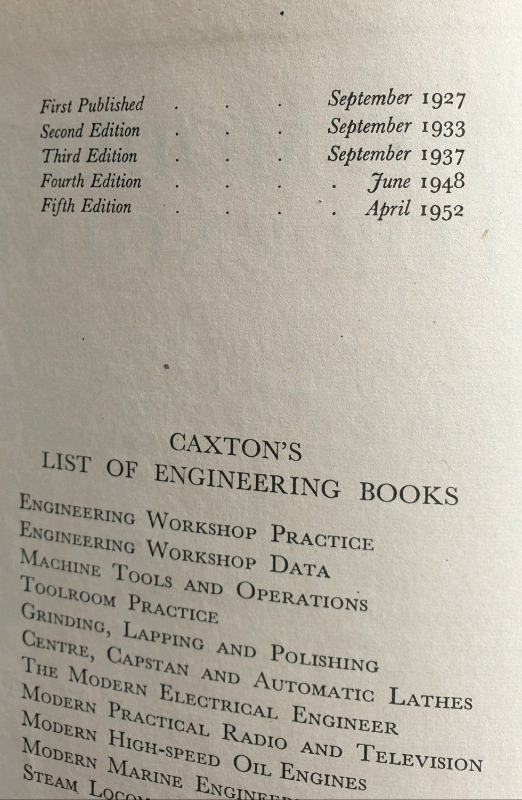 First Published . . . September 1927
Second Edition . . . September 1933
Third Edition . . . September 1937
Fourth Edition . . . . June 1948
Fifth Edition . . . . April 1952
CAXTON'S
LIST OF ENGINEERING BOOKS
ENGINEERING WORKSHOP PRACTICE
ENGINEERING WORKSHOP DATA
MACHINE TOOLS AND OPERATIONS
TOOLROOM PRACTICE
GRINDING, LAPPING AND POLISHING
CENTRE, CAPSTAN AND AUTOMATIC LATHES
THE MODERN ELECTRICAL ENGINEER
MODERN PRACTICAL RADIO AND TELEVISION
MODERN HIGH-SPEED OIL ENGINES
MODERN MARINE
STEAM